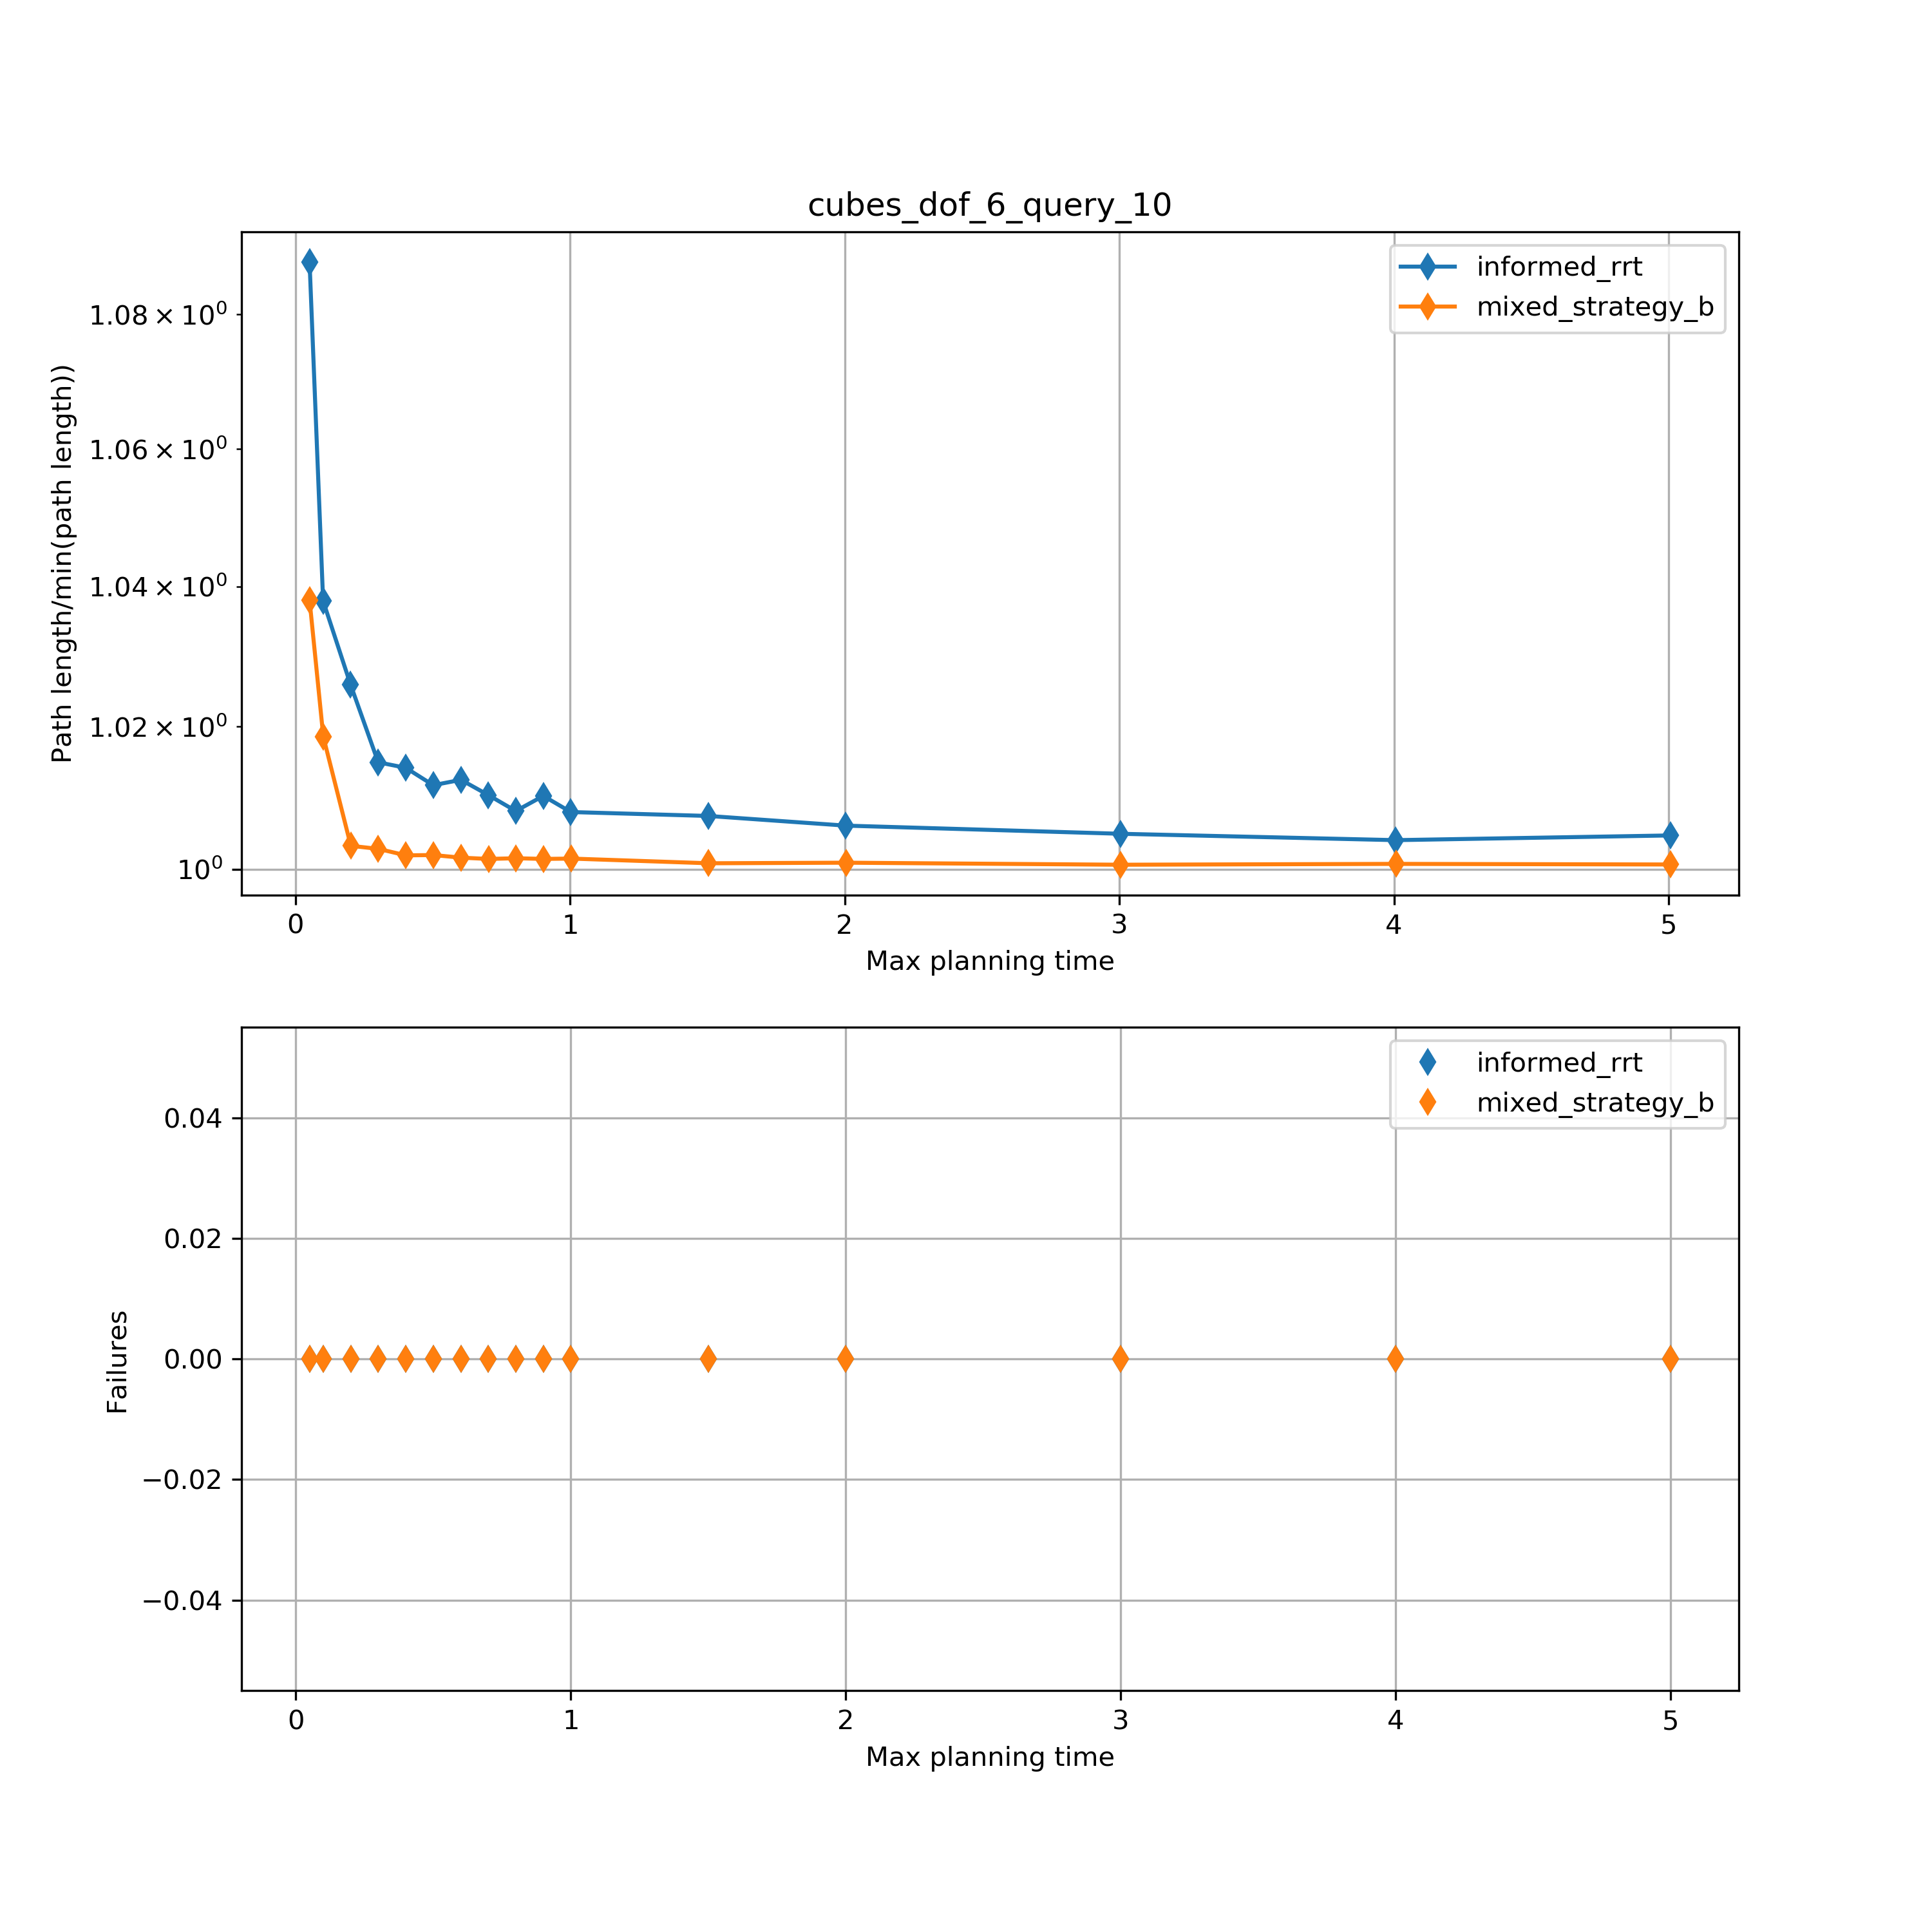 cubes_dof_6_query_10
Path length/min(path length))
1.08 × 10⁰
1.06 × 10⁰
1.04 × 10⁰
1.02 × 10⁰
10⁰
informed_rrt
mixed_strategy_b
0 1 2 3 4 5
Max planning time
Failures
0.04
0.02
0.00
−0.02
−0.04
informed_rrt
mixed_strategy_b
0 1 2 3 4 5
Max planning time